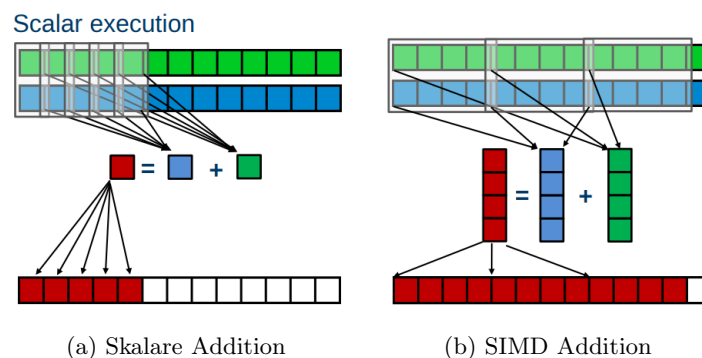 Scalar execution
= +
= +
(a) Skalare Addition
(b) SIMD Addition